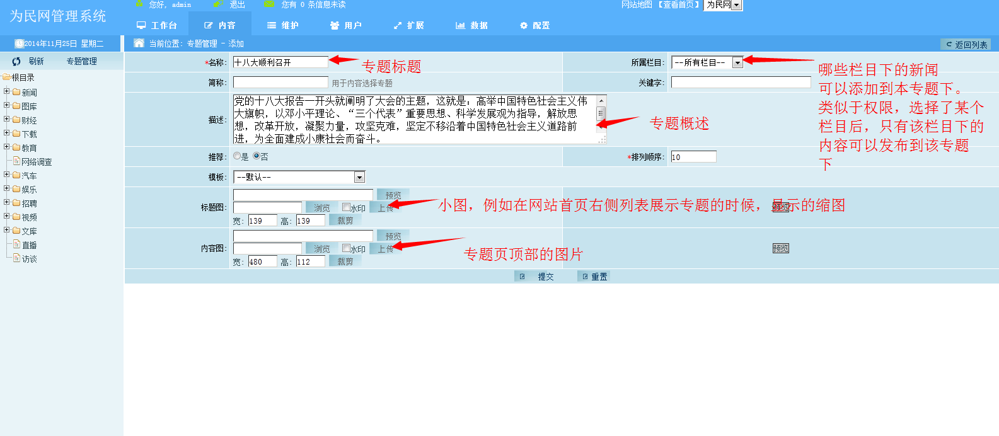 为民网管理系统
您好, admin 退出 您有 0 条信息未读 网站地图 【查看首页】 为民网
工作台 内容 维护 用户 扩展 数据 配置
2014年11月25日 星期二 当前位置: 专题管理 - 添加 返回列表
刷新 专题管理
根目录
新闻
图库
财经
下载
教育
网络调查
汽车
娱乐
招聘
视频
文库
直播
访谈
*名称: 十八大顺利召开 专题标题 所属栏目: --所有栏目--
哪些栏目下的新闻
可以添加到本专题下。
类似于权限，选择了某个
栏目后，只有该栏目下的
内容可以发布到该专题
下
简称: 用于内容选择专题 关键字:
描述:
党的十八大报告一开头就阐明了大会的主题，这就是：高举中国特色社会主义伟
大旗帜，以邓小平理论、“三个代表”重要思想、科学发展观为指导，解放思
想，改革开放，凝聚力量，攻坚克难，坚定不移沿着中国特色社会主义道路前
进，为全面建成小康社会而奋斗。
专题概述
推荐: 是 否 *排列顺序: 10
模板: --默认--
预览
标题图: 浏览 水印 上传 小图，例如在网站首页右侧列表展示专题的时候，显示的缩图 预览
宽: 139 高: 139 裁剪
预览
内容图: 浏览 水印 上传 专题页顶部的图片 预览
宽: 480 高: 112 裁剪
提交 重置